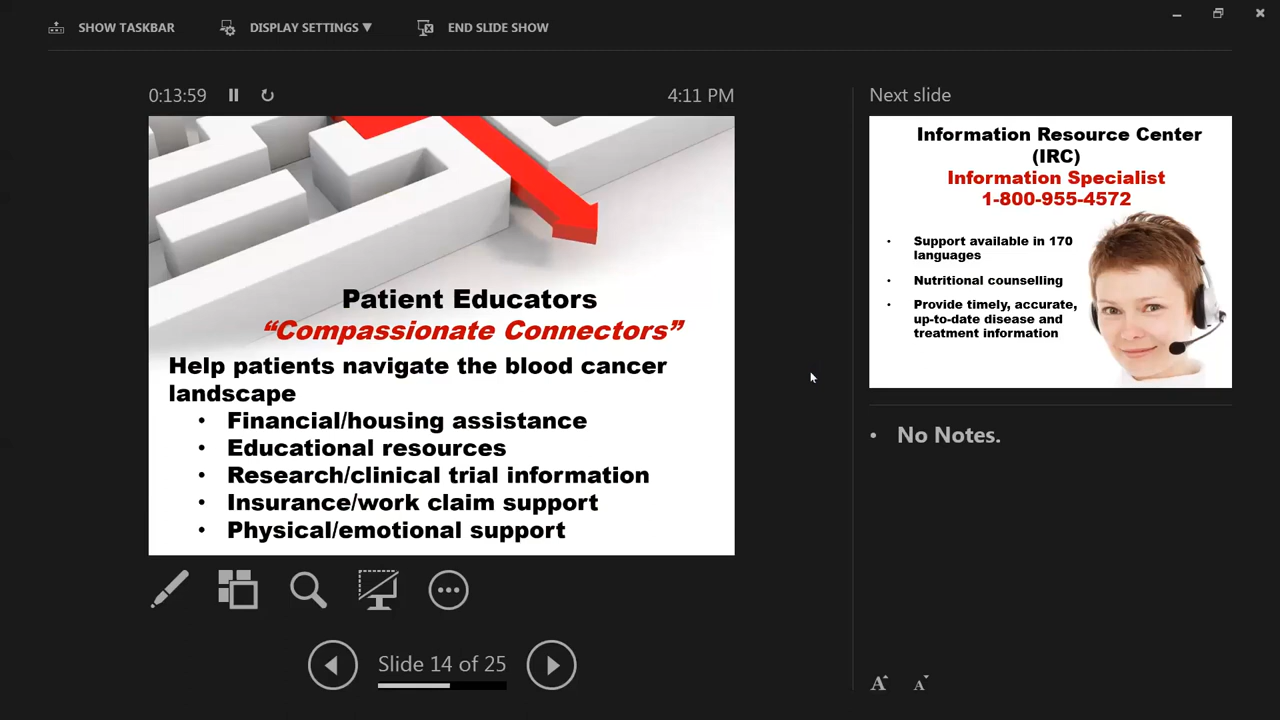 SHOW TASKBAR
DISPLAY SETTINGS ▼
END SLIDE SHOW
0:13:59
4:11 PM
Patient Educators
“Compassionate Connectors”
Help patients navigate the blood cancer
landscape
• Financial/housing assistance
• Educational resources
• Research/clinical trial information
• Insurance/work claim support
• Physical/emotional support
Slide 14 of 25
Next slide
Information Resource Center
(IRC)
Information Specialist
1-800-955-4572
• Support available in 170
languages
• Nutritional counselling
• Provide timely, accurate,
up-to-date disease and
treatment information
• No Notes.
A A